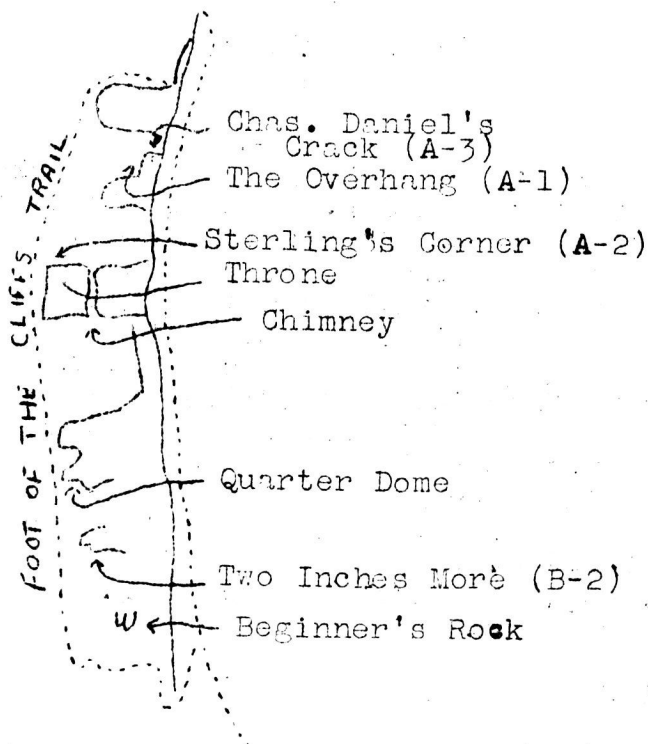 Chas. Daniel's
Crack (A-3)
The Overhang (A-1)
Sterling's Corner (A-2)
Throne
Chimney
FOOT OF THE CLIFFS TRAIL
Quarter Dome
Two Inches More (B-2)
W
Beginner's Rock